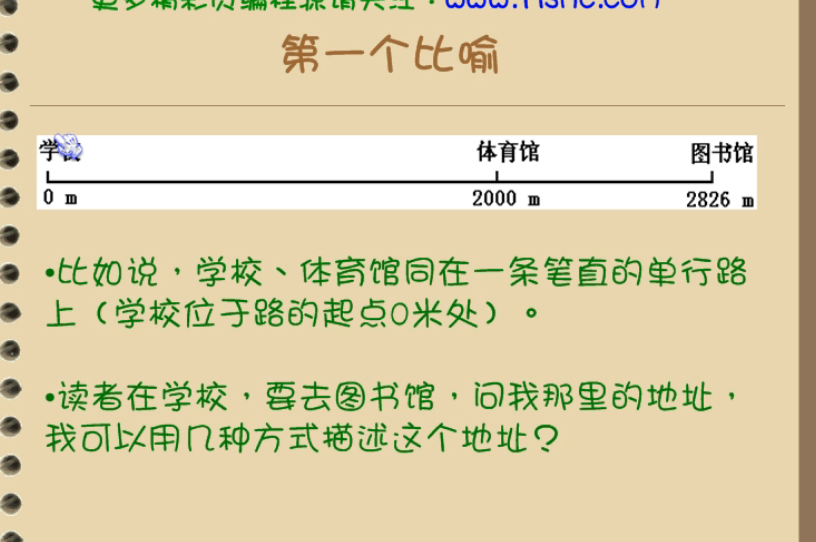 www.fishc.com
第一个比喻
学校 体育馆 图书馆
0 m 2000 m 2826 m
•比如说，学校、体育馆同在一条笔直的单行路
上（学校位于路的起点0米处）。
•读者在学校，要去图书馆，问我那里的地址，
我可以用几种方式描述这个地址？